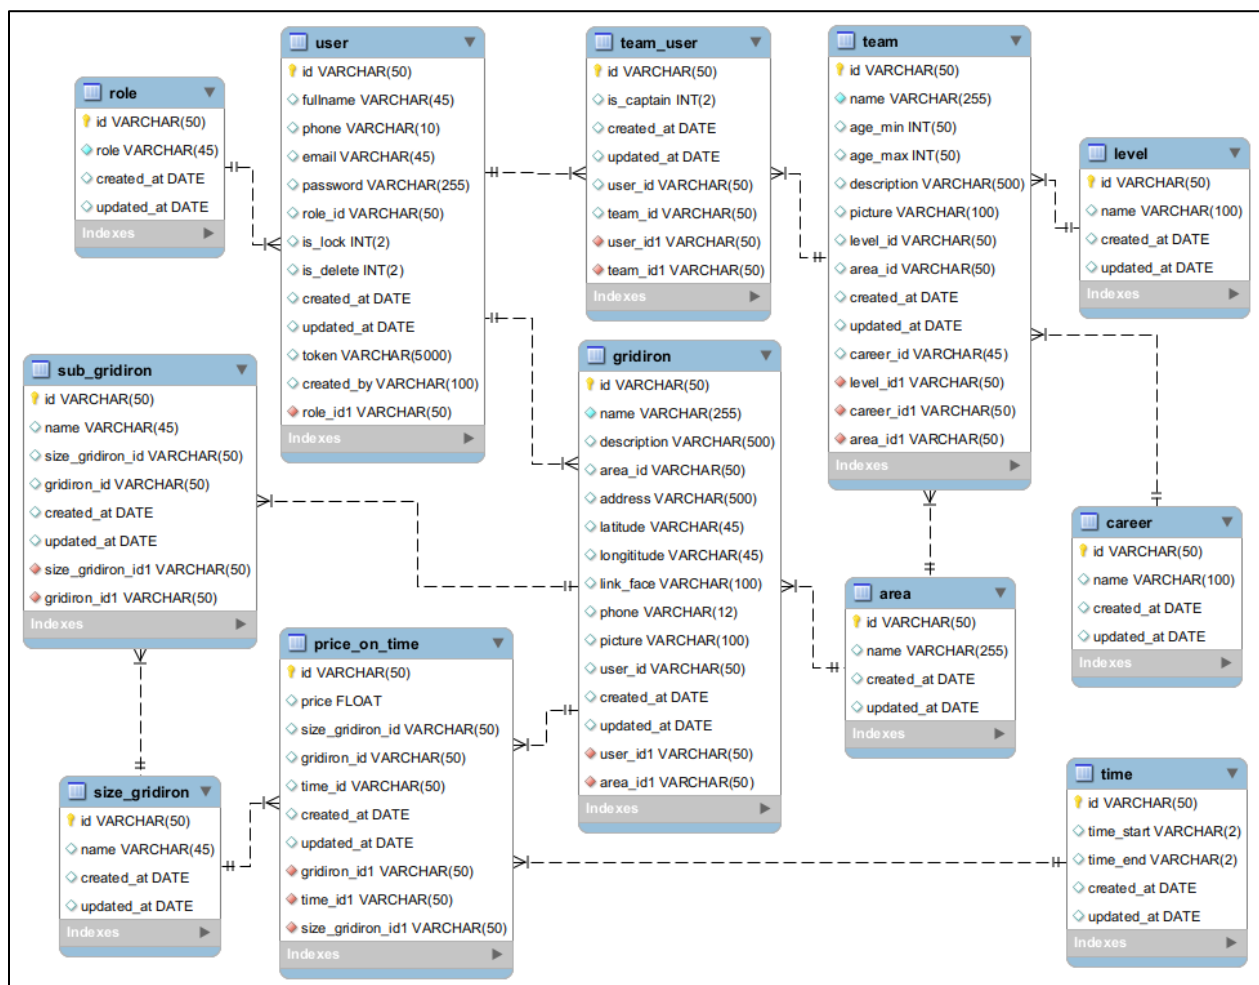 role
id VARCHAR(50)
role VARCHAR(45)
created_at DATE
updated_at DATE
Indexes
user
id VARCHAR(50)
fullname VARCHAR(45)
phone VARCHAR(10)
email VARCHAR(45)
password VARCHAR(255)
role_id VARCHAR(50)
is_lock INT(2)
is_delete INT(2)
created_at DATE
updated_at DATE
token VARCHAR(5000)
created_by VARCHAR(100)
role_id1 VARCHAR(50)
Indexes
team_user
id VARCHAR(50)
is_captain INT(2)
created_at DATE
updated_at DATE
user_id VARCHAR(50)
team_id VARCHAR(50)
user_id1 VARCHAR(50)
team_id1 VARCHAR(50)
Indexes
team
id VARCHAR(50)
name VARCHAR(255)
age_min INT(50)
age_max INT(50)
description VARCHAR(500)
picture VARCHAR(100)
level_id VARCHAR(50)
area_id VARCHAR(50)
created_at DATE
updated_at DATE
career_id VARCHAR(45)
level_id1 VARCHAR(50)
career_id1 VARCHAR(50)
area_id1 VARCHAR(50)
Indexes
level
id VARCHAR(50)
name VARCHAR(100)
created_at DATE
updated_at DATE
Indexes
sub_gridiron
id VARCHAR(50)
name VARCHAR(45)
size_gridiron_id VARCHAR(50)
gridiron_id VARCHAR(50)
created_at DATE
updated_at DATE
size_gridiron_id1 VARCHAR(50)
gridiron_id1 VARCHAR(50)
Indexes
gridiron
id VARCHAR(50)
name VARCHAR(255)
description VARCHAR(500)
area_id VARCHAR(50)
address VARCHAR(500)
latitude VARCHAR(45)
longititude VARCHAR(45)
link_face VARCHAR(100)
phone VARCHAR(12)
picture VARCHAR(100)
user_id VARCHAR(50)
created_at DATE
updated_at DATE
user_id1 VARCHAR(50)
area_id1 VARCHAR(50)
Indexes
career
id VARCHAR(50)
name VARCHAR(100)
created_at DATE
updated_at DATE
Indexes
area
id VARCHAR(50)
name VARCHAR(255)
created_at DATE
updated_at DATE
Indexes
price_on_time
id VARCHAR(50)
price FLOAT
size_gridiron_id VARCHAR(50)
gridiron_id VARCHAR(50)
time_id VARCHAR(50)
created_at DATE
updated_at DATE
gridiron_id1 VARCHAR(50)
time_id1 VARCHAR(50)
size_gridiron_id1 VARCHAR(50)
Indexes
size_gridiron
id VARCHAR(50)
name VARCHAR(45)
created_at DATE
updated_at DATE
Indexes
time
id VARCHAR(50)
time_start VARCHAR(2)
time_end VARCHAR(2)
created_at DATE
updated_at DATE
Indexes